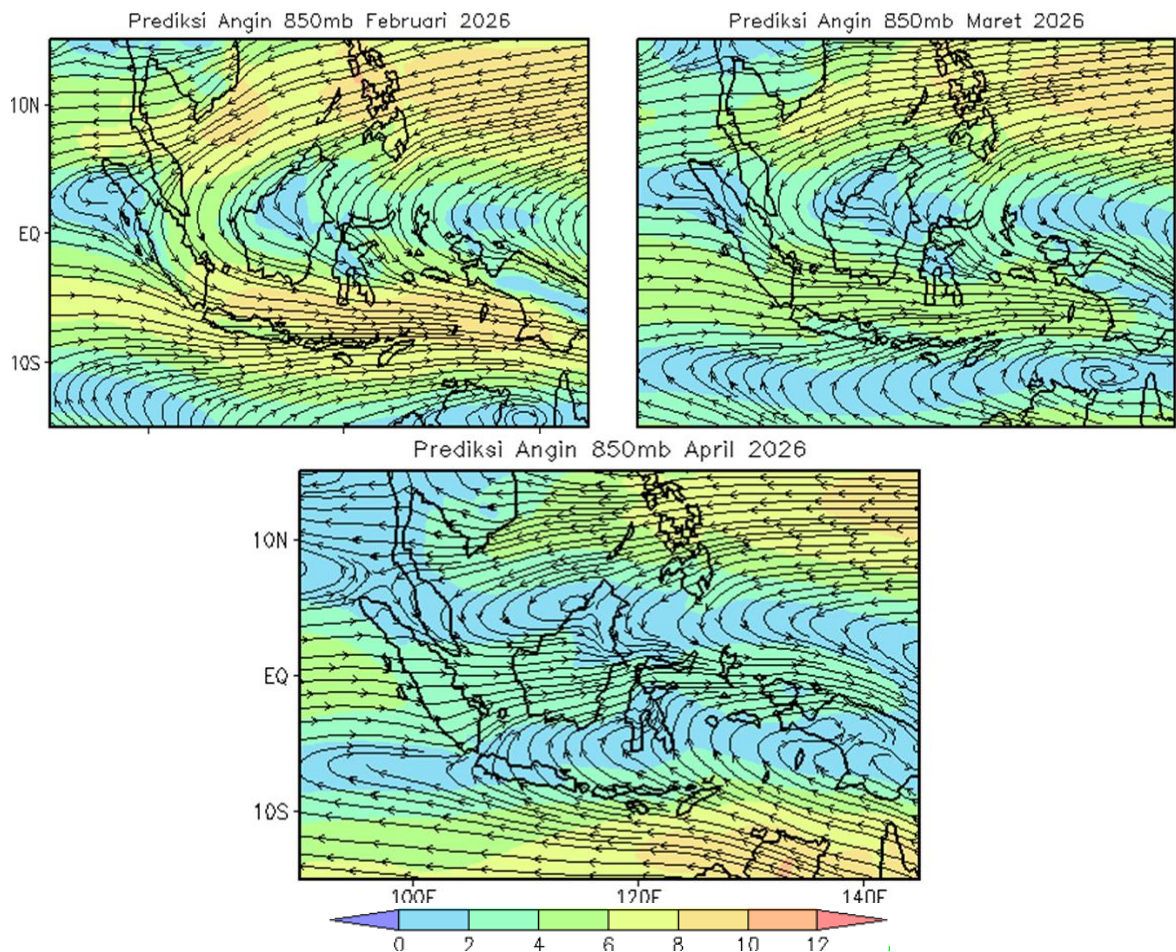 Prediksi Angin 850mb Februari 2026
Prediksi Angin 850mb Maret 2026
10N
EQ
10S
Prediksi Angin 850mb April 2026
10N
EQ
10S
100E
120E
140E
0 2 4 6 8 10 12